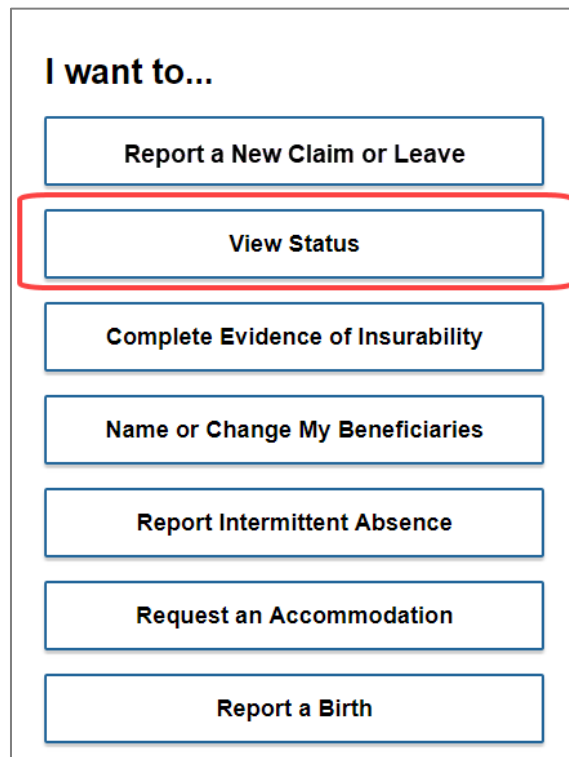 I want to...
Report a New Claim or Leave
View Status
Complete Evidence of Insurability
Name or Change My Beneficiaries
Report Intermittent Absence
Request an Accommodation
Report a Birth